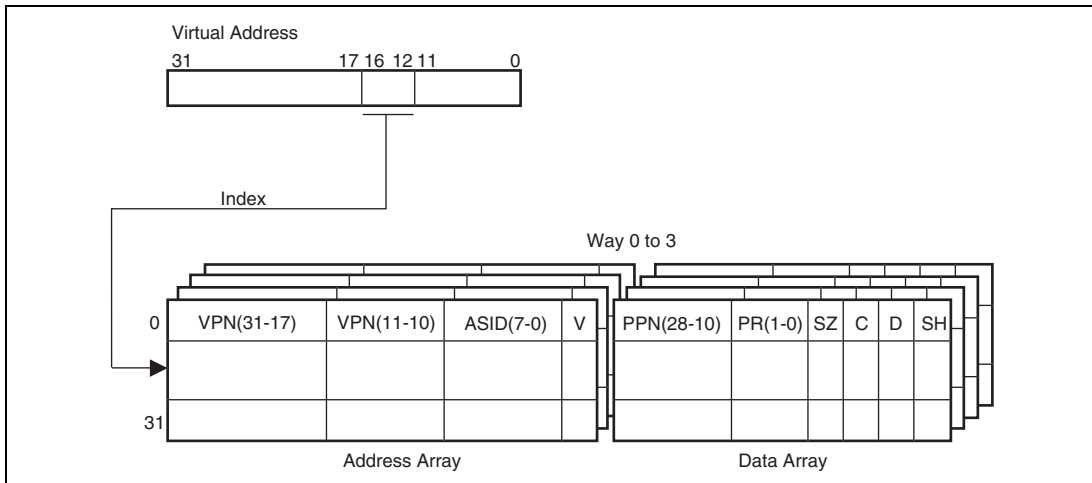 Virtual Address
31 17 16 12 11 0
Index
Way 0 to 3
0 VPN(31-17) VPN(11-10) ASID(7-0) V PPN(28-10) PR(1-0) SZ C D SH
31
Address Array Data Array